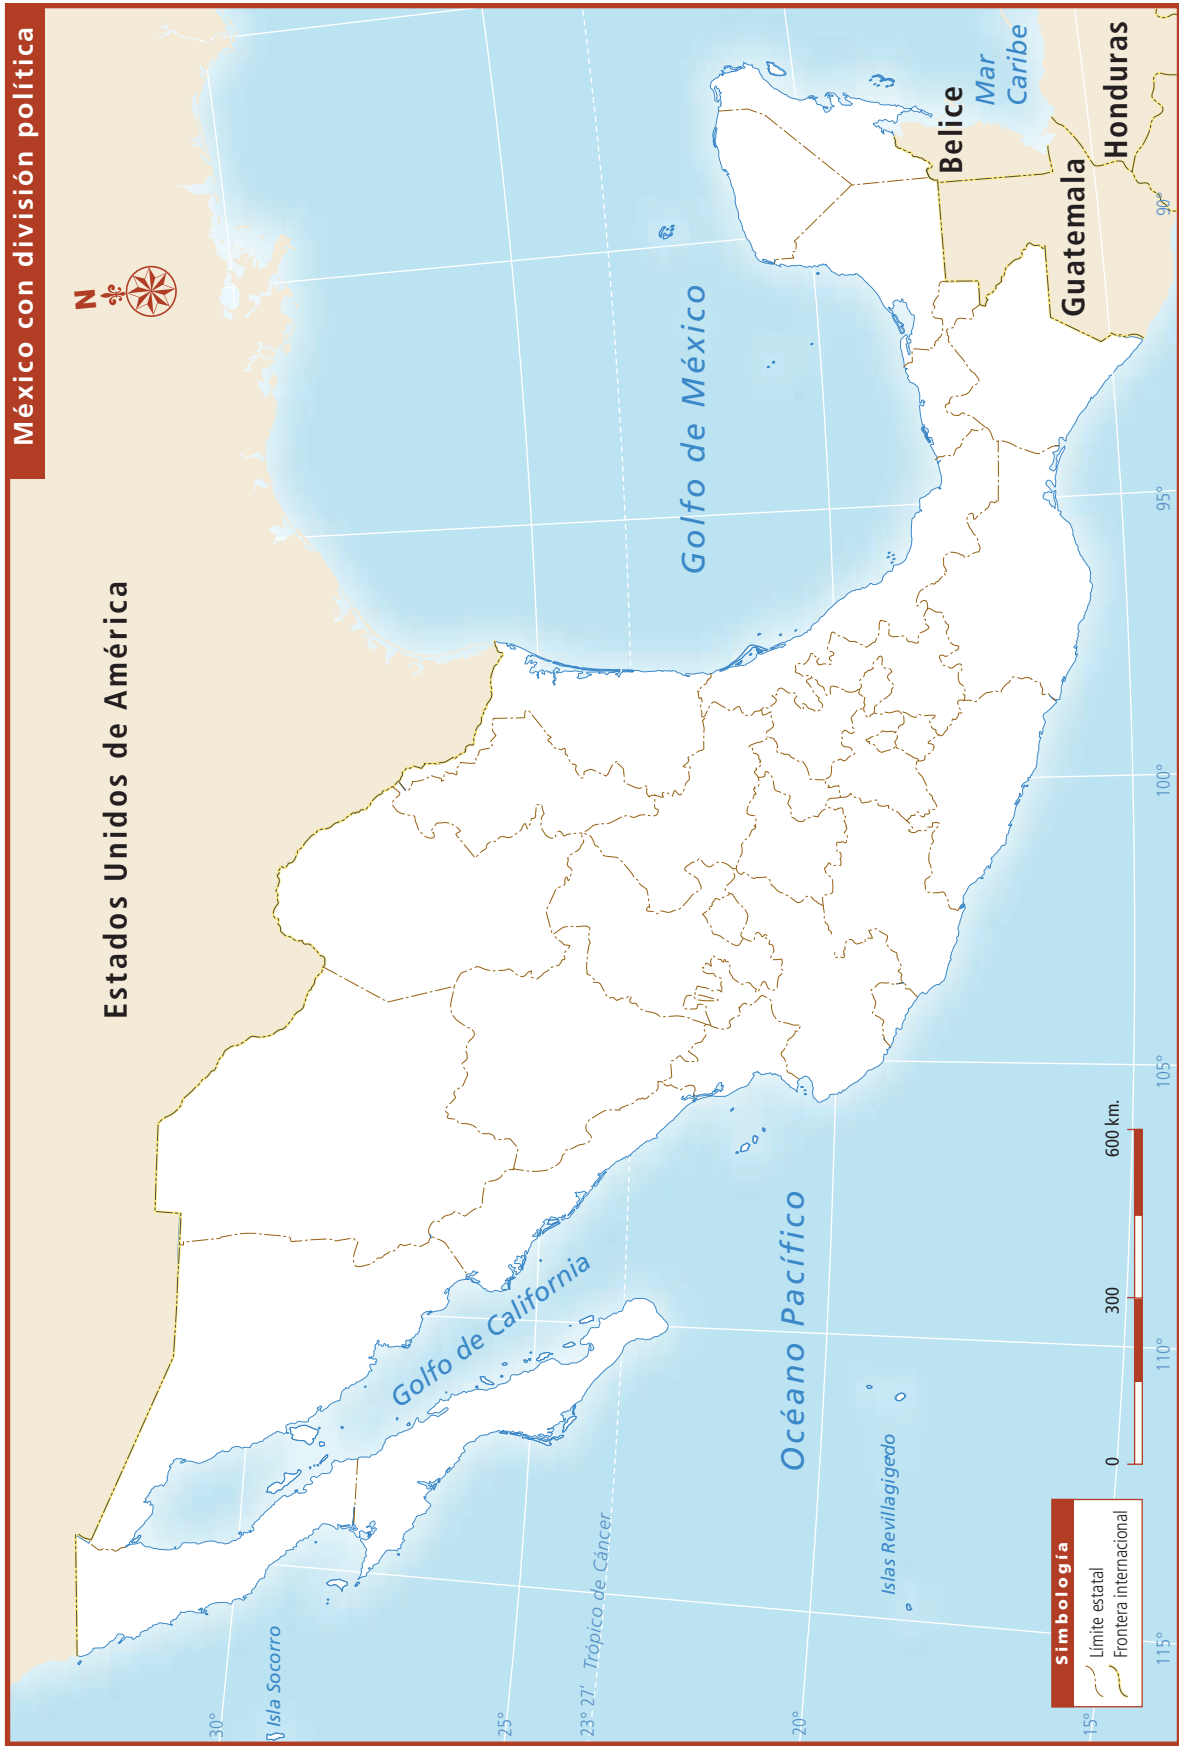 México con división política
N
Estados Unidos de América
Golfo de México
Golfo de California
Océano Pacífico
Mar
Caribe
Belice
Guatemala
Honduras
Isla Socorro
Islas Revillagigedo
23° 27' Trópico de Cáncer
30°
25°
20°
15°
115°
110°
105°
100°
95°
90°
0
300
600 km.
Simbología
Límite estatal
Frontera internacional